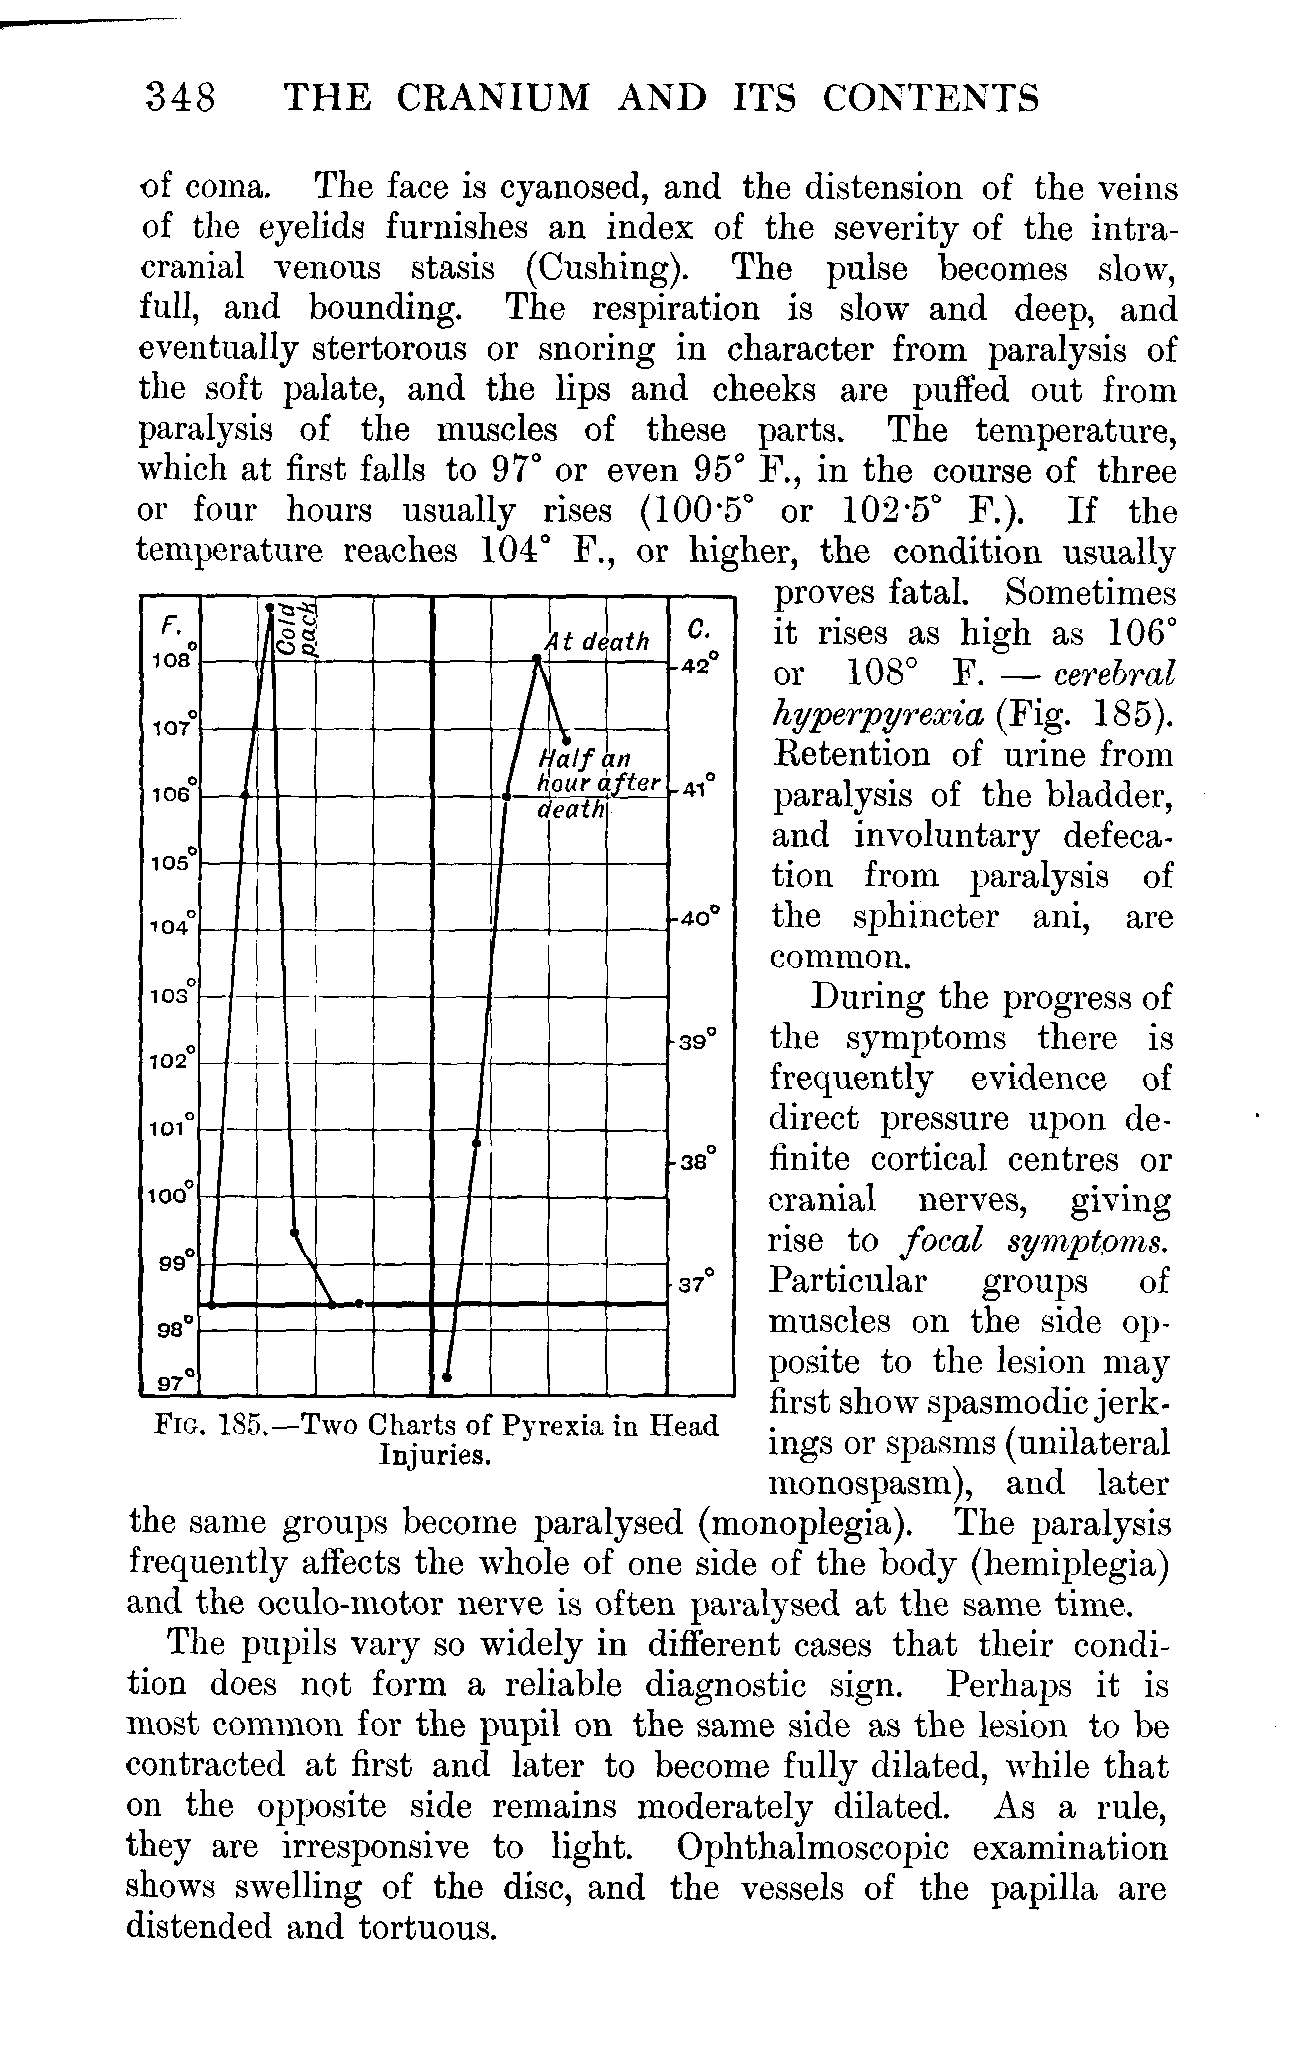 348 THE CRANIUM AND ITS CONTENTS
of coma. The face is cyanosed, and the distension of the veins
of the eyelids furnishes an index of the severity of the intra-
cranial venous stasis (Cushing). The pulse becomes slow,
full, and bounding. The respiration is slow and deep, and
eventually stertorous or snoring in character from paralysis of
the soft palate, and the lips and cheeks are puffed out from
paralysis of the muscles of these parts. The temperature,
which at first falls to 97° or even 95° F., in the course of three
or four hours usually rises (100·5° or 102·5° F.). If the
temperature reaches 104° F., or higher, the condition usually
proves fatal. Sometimes
it rises as high as 106°
or 108° F. — cerebral
hyperpyrexia (Fig. 185).
Retention of urine from
paralysis of the bladder,
and involuntary defeca-
tion from paralysis of
the sphincter ani, are
common.
During the progress of
the symptoms there is
frequently evidence of
direct pressure upon de-
finite cortical centres or
cranial nerves, giving
rise to focal symptoms.
Particular groups of
muscles on the side op-
posite to the lesion may
first show spasmodic jerk-
ings or spasms (unilateral
monospasm), and later
F.
108°
107°
106°
105°
104°
103°
102°
101°
100°
99°
98°
97°
Cold
pack
At death
Half an
hour after
death
C.
42°
41°
40°
39°
38°
37°
FIG. 185.—Two Charts of Pyrexia in Head
Injuries.
the same groups become paralysed (monoplegia). The paralysis
frequently affects the whole of one side of the body (hemiplegia)
and the oculo-motor nerve is often paralysed at the same time.
The pupils vary so widely in different cases that their condi-
tion does not form a reliable diagnostic sign. Perhaps it is
most common for the pupil on the same side as the lesion to be
contracted at first and later to become fully dilated, while that
on the opposite side remains moderately dilated. As a rule,
they are irresponsive to light. Ophthalmoscopic examination
shows swelling of the disc, and the vessels of the papilla are
distended and tortuous.